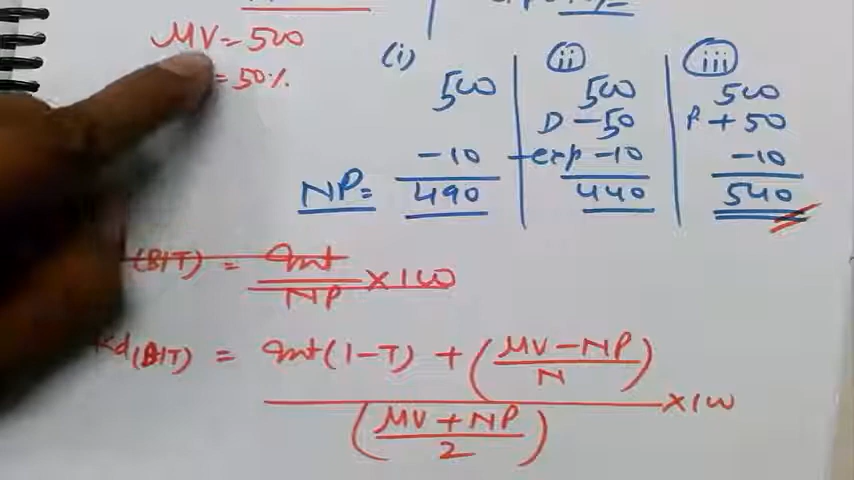 MV = 500
= 50%
(i) (ii) (iii)
500 500 500
D - 50 P + 50
- 10 exp - 10 - 10
NP = 490 440 540
(BIT) = Int / NP × 100
Kd(AIT) = Int (1 - T) + (MV - NP / N)
/ (MV + NP / 2) × 100